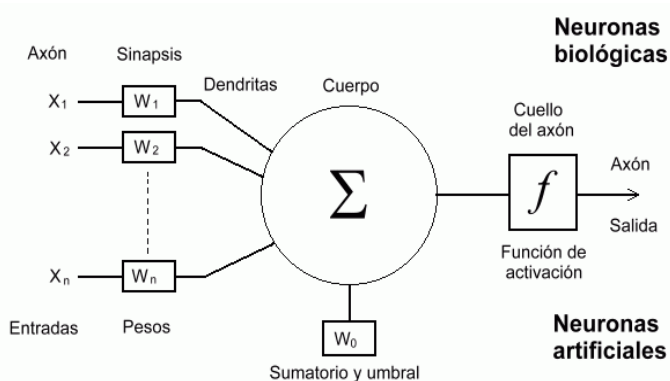 Neuronas
biológicas
Axón
Sinapsis
Dendritas
Cuerpo
Cuello
del axón
X1
W1
X2
W2
Σ
f
Axón
Salida
Xn
Wn
Función de
activación
Entradas
Pesos
W0
Sumatorio y umbral
Neuronas
artificiales